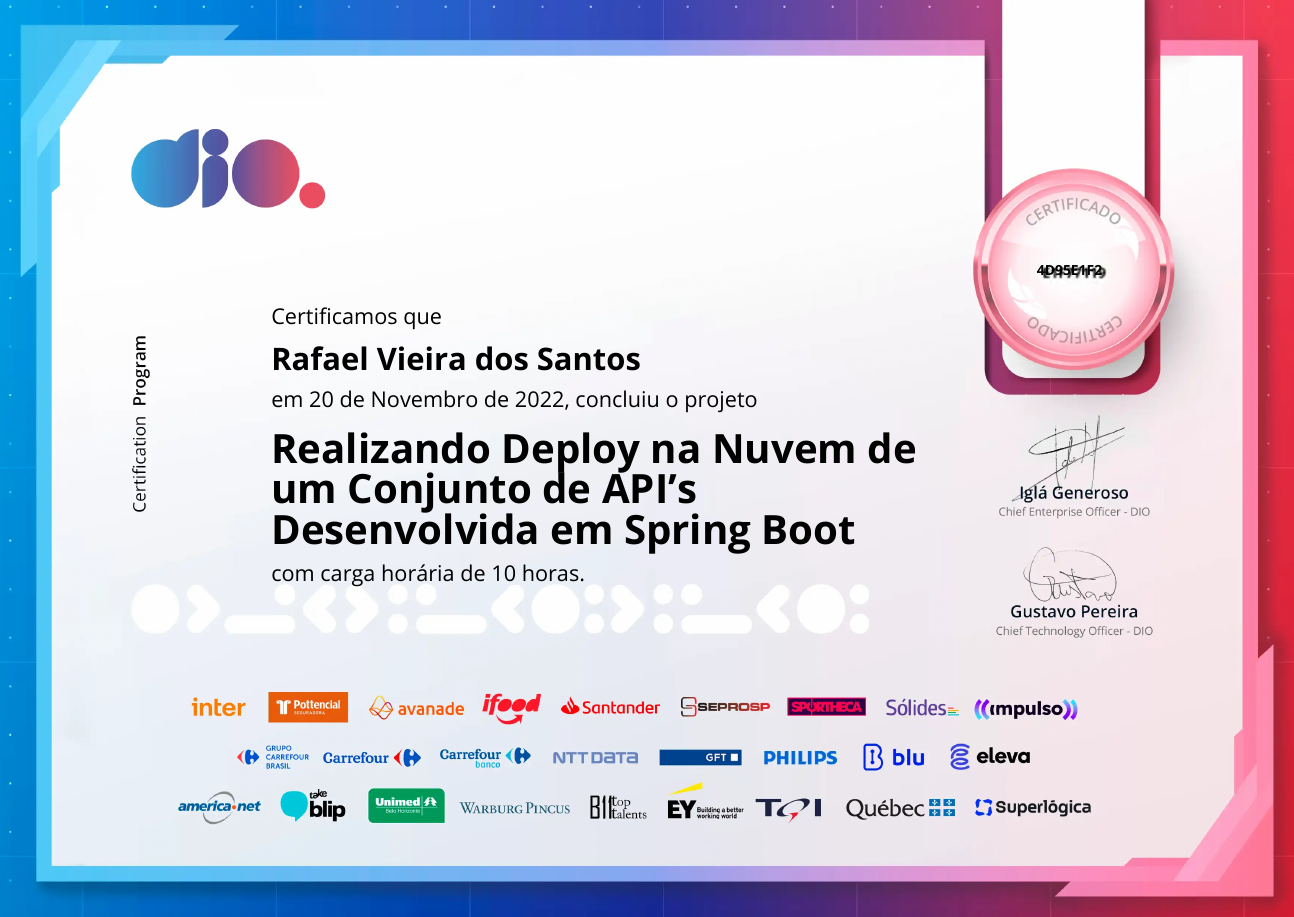 dio.
CERTIFICADO
4D95E1F2
CERTIFICADO
Certification Program
Certificamos que
Rafael Vieira dos Santos
em 20 de Novembro de 2022, concluiu o projeto
Realizando Deploy na Nuvem de
um Conjunto de API’s
Desenvolvida em Spring Boot
com carga horária de 10 horas.
Iglá Generoso
Chief Enterprise Officer - DIO
Gustavo Pereira
Chief Technology Officer - DIO
inter Pottencial SEGURADORA avanade ifood Santander SEPROSP SPORTHECA Sólides impulso
GRUPO CARREFOUR BRASIL Carrefour Carrefour banco NTT DATA GFT PHILIPS blu eleva
america net take blip Unimed Belo Horizonte WARBURG PINCUS B11 top talents EY Building a better working world TQI Québec Superlógica